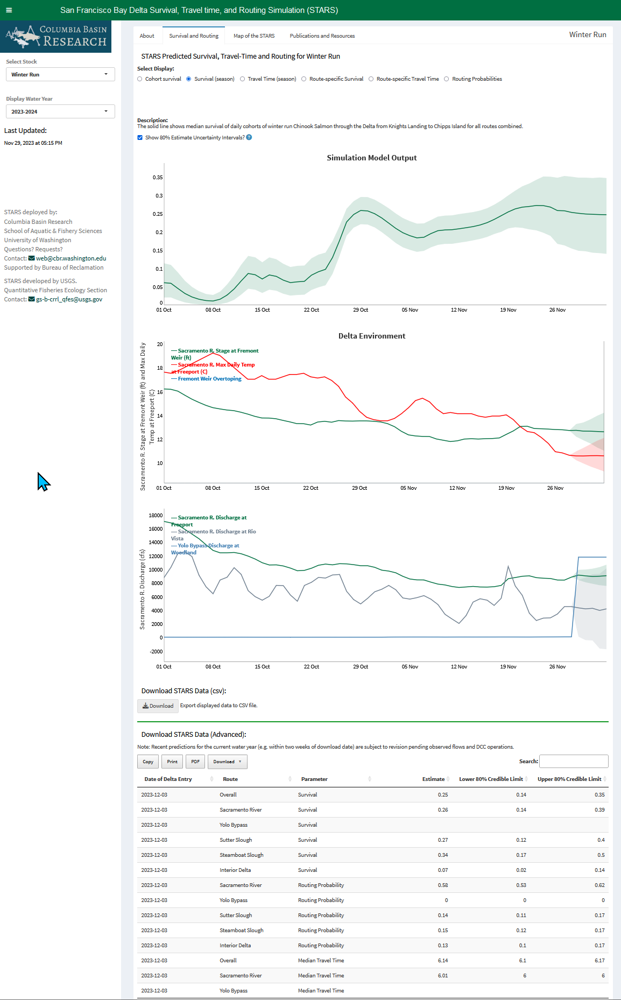 San Francisco Bay Delta Survival, Travel time, and Routing Simulation (STARS)
COLUMBIA BASIN
RESEARCH
Select Stock
Winter Run
Display Water Year
2023-2024
Last Updated:
Nov 29, 2023 at 05:15 PM
STARS deployed by:
Columbia Basin Research
School of Aquatic & Fishery Sciences
University of Washington
Questions? Requests?
Contact: web@cbr.washington.edu
Supported by Bureau of Reclamation
STARS developed by USGS.
Quantitative Fisheries Ecology Section
Contact: gs-b-crrl_qfes@usgs.gov
About Survival and Routing Map of the STARS Publications and Resources Winter Run
STARS Predicted Survival, Travel-Time and Routing for Winter Run
Select Display:
Cohort survival Survival (season) Travel Time (season) Route-specific Survival Route-specific Travel Time Routing Probabilities
Description:
The solid line shows median survival of daily cohorts of winter run Chinook Salmon through the Delta from Knights Landing to Chipps Island for all routes combined.
Show 80% Estimate Uncertainty Intervals? ?
Simulation Model Output
0.35
0.3
0.25
0.2
0.15
0.1
0.05
0
01 Oct 08 Oct 15 Oct 22 Oct 29 Oct 05 Nov 12 Nov 19 Nov 26 Nov
Delta Environment
Sacramento R. Stage at Fremont Weir (ft) and Max Daily
Temp at Freeport (C)
20
18
16
14
12
10
— Sacramento R. Stage at Fremont
Weir (ft)
— Sacramento R. Max Daily Temp
at Freeport (C)
— Fremont Weir Overtoping
01 Oct 08 Oct 15 Oct 22 Oct 29 Oct 05 Nov 12 Nov 19 Nov 26 Nov
Sacramento R. Discharge (cfs)
18000
16000
14000
12000
10000
8000
6000
4000
2000
0
-2000
— Sacramento R. Discharge at
Freeport
— Sacramento R. Discharge at Rio
Vista
— Yolo Bypass Discharge at
Woodland
01 Oct 08 Oct 15 Oct 22 Oct 29 Oct 05 Nov 12 Nov 19 Nov 26 Nov
Download STARS Data (csv):
Download Export displayed data to CSV file.
Download STARS Data (Advanced):
Note: Recent predictions for the current water year (e.g. within two weeks of download date) are subject to revision pending observed flows and DCC operations.
Copy Print PDF Download Search:
Date of Delta Entry Route Parameter Estimate Lower 80% Credible Limit Upper 80% Credible Limit
2023-12-03 Overall Survival 0.25 0.14 0.35
2023-12-03 Sacramento River Survival 0.26 0.14 0.39
2023-12-03 Yolo Bypass Survival
2023-12-03 Sutter Slough Survival 0.27 0.12 0.4
2023-12-03 Steamboat Slough Survival 0.34 0.17 0.5
2023-12-03 Interior Delta Survival 0.07 0.02 0.14
2023-12-03 Sacramento River Routing Probability 0.58 0.53 0.62
2023-12-03 Yolo Bypass Routing Probability 0 0 0
2023-12-03 Sutter Slough Routing Probability 0.14 0.11 0.17
2023-12-03 Steamboat Slough Routing Probability 0.15 0.12 0.17
2023-12-03 Interior Delta Routing Probability 0.13 0.1 0.17
2023-12-03 Overall Median Travel Time 6.14 6.1 6.17
2023-12-03 Sacramento River Median Travel Time 6.01 6 6
2023-12-03 Yolo Bypass Median Travel Time